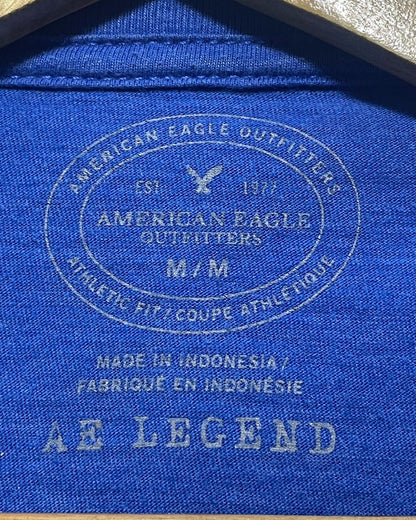 AMERICAN EAGLE OUTFITTERS
EST 1977
AMERICAN EAGLE
OUTFITTERS
M/M
ATHLETIC FIT/COUPE ATHLÉTIQUE
MADE IN INDONESIA/
FABRIQUÉ EN INDONÉSIE
AE LEGEND